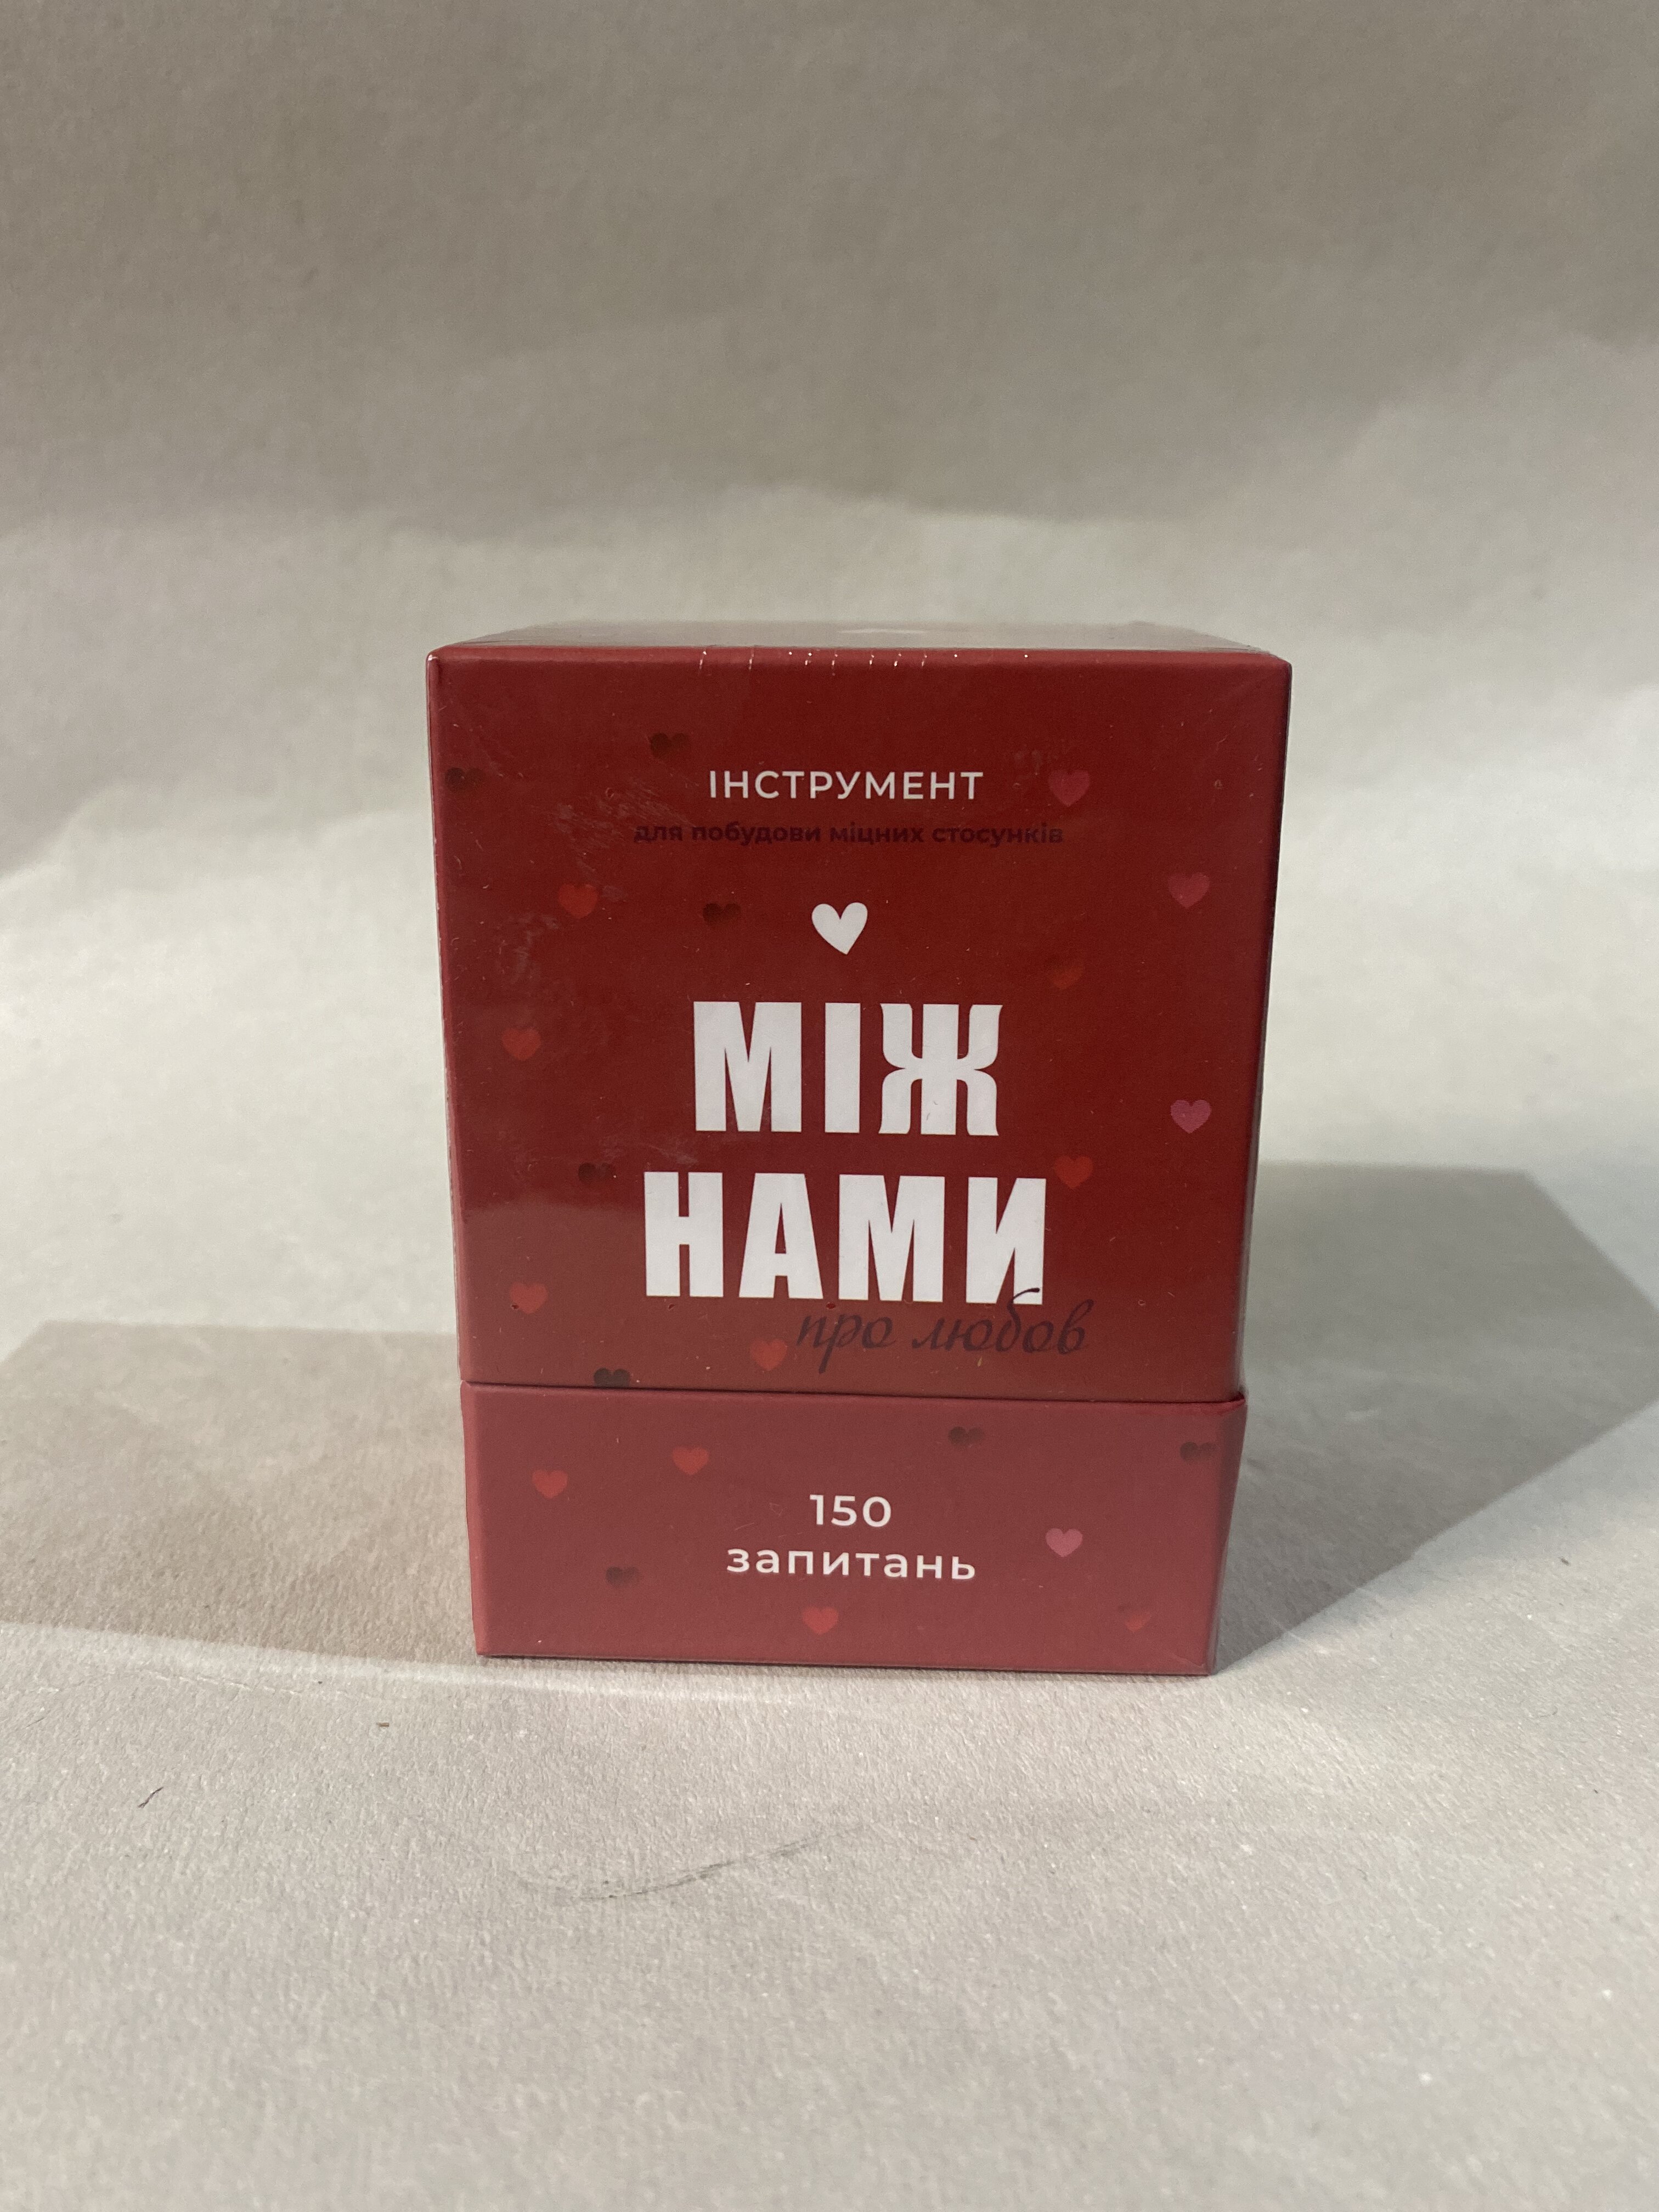 ІНСТРУМЕНТ
для побудови міцних стосунків
МІЖ
НАМИ
про любов
150
запитань